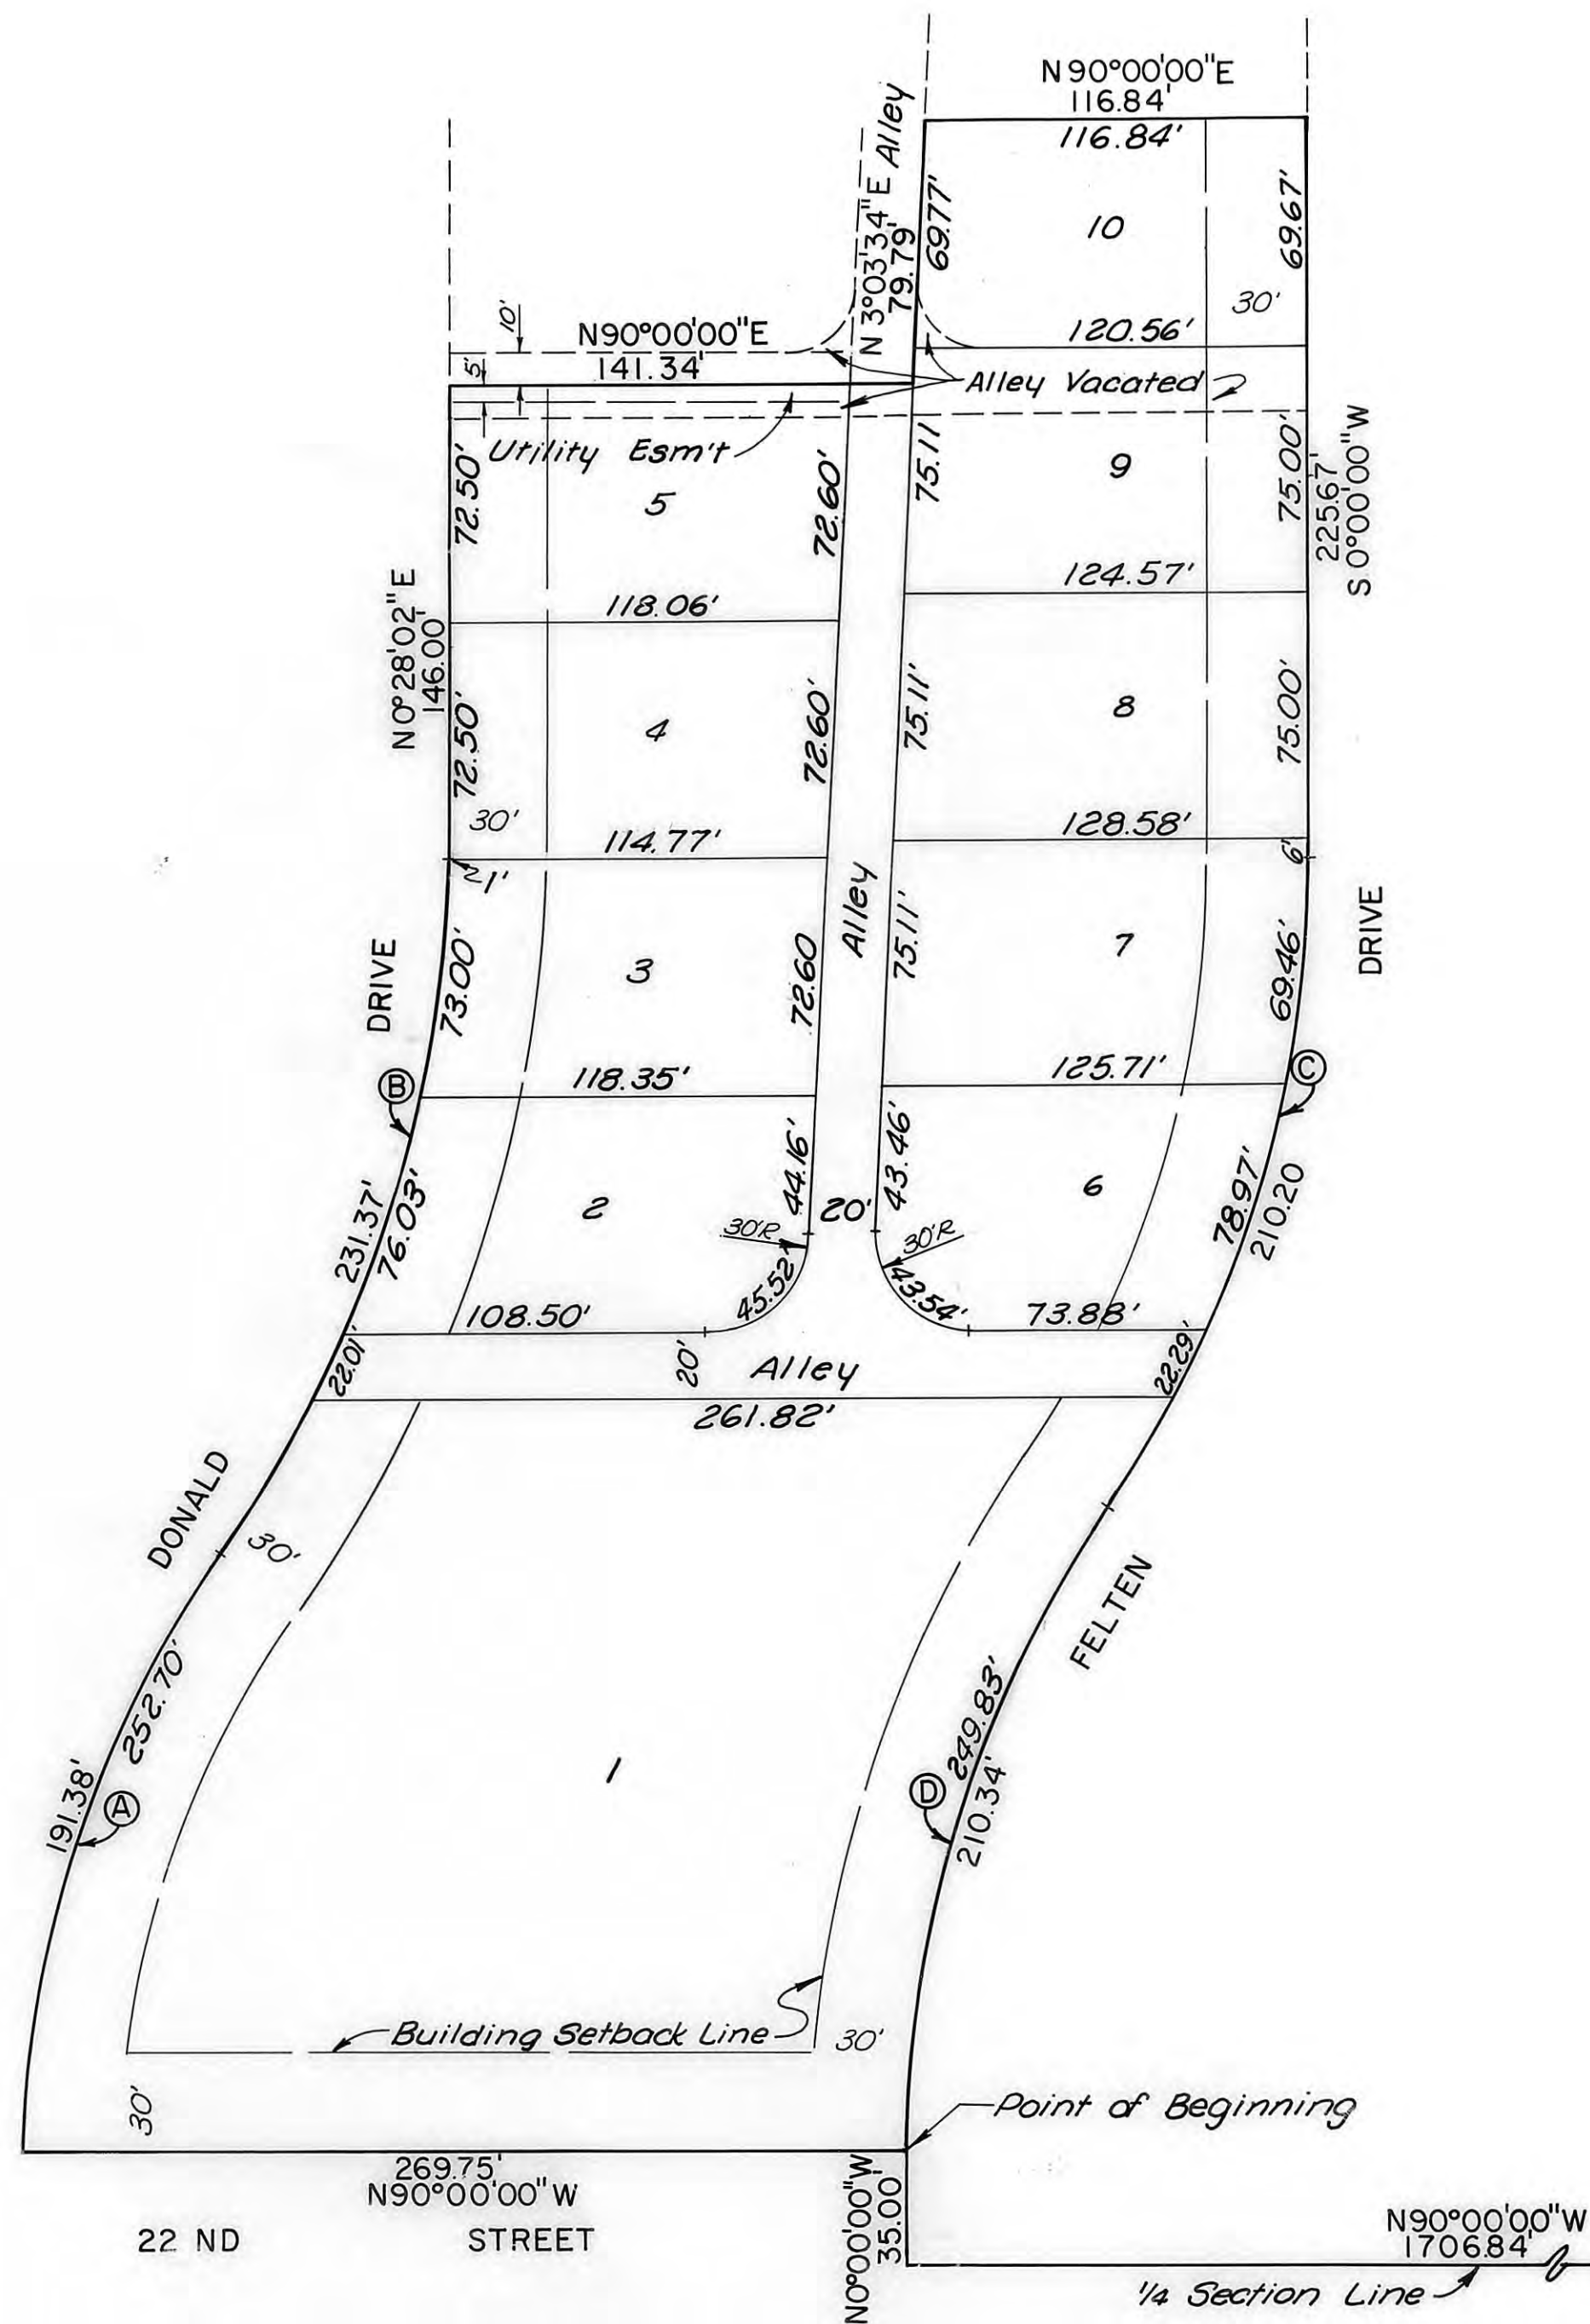 N90°00'00"E
116.84'
116.84'
Alley
N 3°03'34"E
79.79'
69.77'
10
69.67'
30'
120.56'
10'
5'
N90°00'00"E
141.34'
Alley Vacated
Utility Esm't
72.50'
5
72.60'
75.11
9
75.00'
225.67'
S.0°00'00"W
124.57'
118.06'
N0°28'02"E
146.00'
72.50'
4
72.60'
75.11'
8
75.00'
30'
114.77'
128.58'
6'
1'
Alley
DRIVE
73.00'
3
72.60
75.11'
7
69.46'
DRIVE
B
118.35'
125.71'
C
231.37'
76.03'
2
44.16'
20'
43.46'
6
78.97'
210.20
30'R
30'R
45.52'
43.54'
108.50'
73.88'
22.01'
20'
Alley
22.29'
261.82'
DONALD
30'
FELTEN
252.70'
191.38'
A
1
249.83'
D
210.34'
Building Setback Line
30'
30'
Point of Beginning
269.75'
N90°00'00"W
N0°00'00"W
35.00'
22 ND STREET
N90°00'00"W
1706.84'
1/4 Section Line